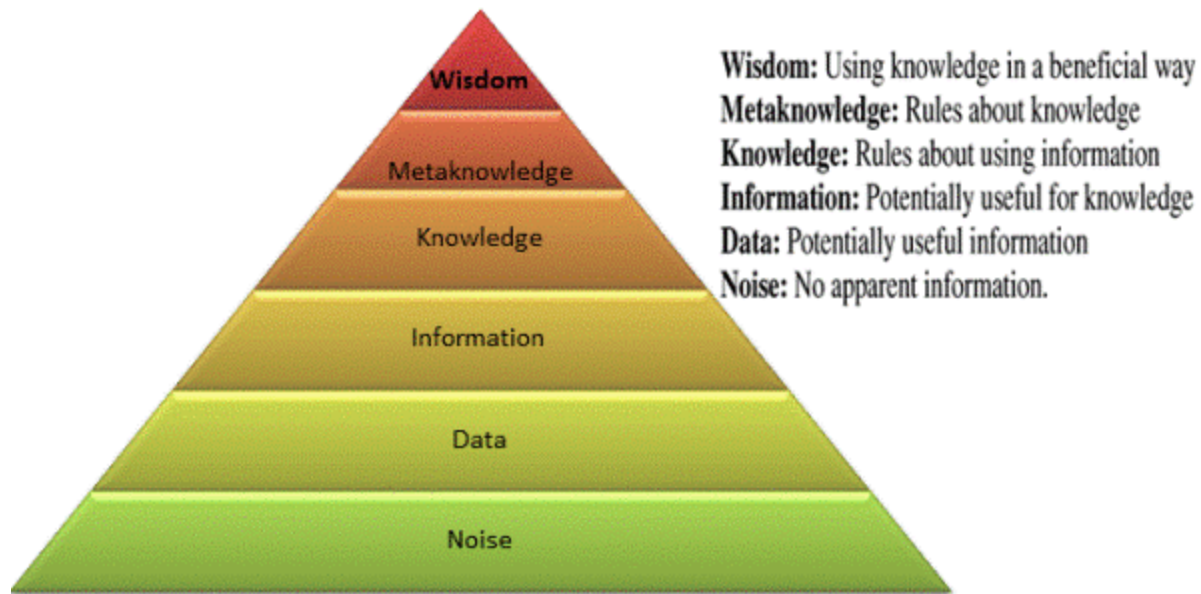 Wisdom
Metaknowledge
Knowledge
Information
Data
Noise
Wisdom: Using knowledge in a beneficial way
Metaknowledge: Rules about knowledge
Knowledge: Rules about using information
Information: Potentially useful for knowledge
Data: Potentially useful information
Noise: No apparent information.